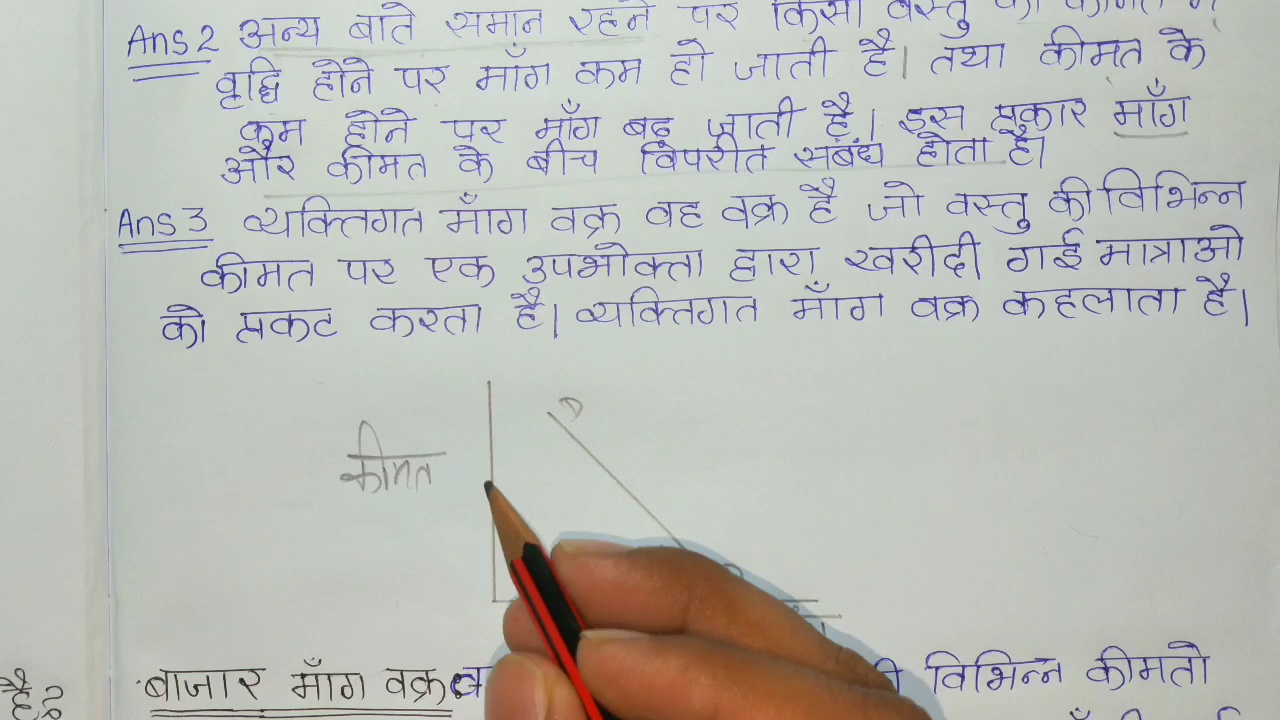 Ans 2 अन्य बाते समान रहने पर किसी वस्तु की कीमत में
वृद्धि होने पर माँग कम हो जाती है। तथा कीमत के
कम होने पर माँग बढ़ जाती है। इस प्रकार माँग
और कीमत के बीच विपरीत संबंध होता है।
Ans 3 व्यक्तिगत माँग वक्र वह वक्र है जो वस्तु की विभिन्न
कीमत पर एक उपभोक्ता द्वारा खरीदी गई मात्राओ
को प्रकट करता है। व्यक्तिगत माँग वक्र कहलाता है।
D
कीमत
बाजार माँग वक्र विभिन्न कीमतो
है?